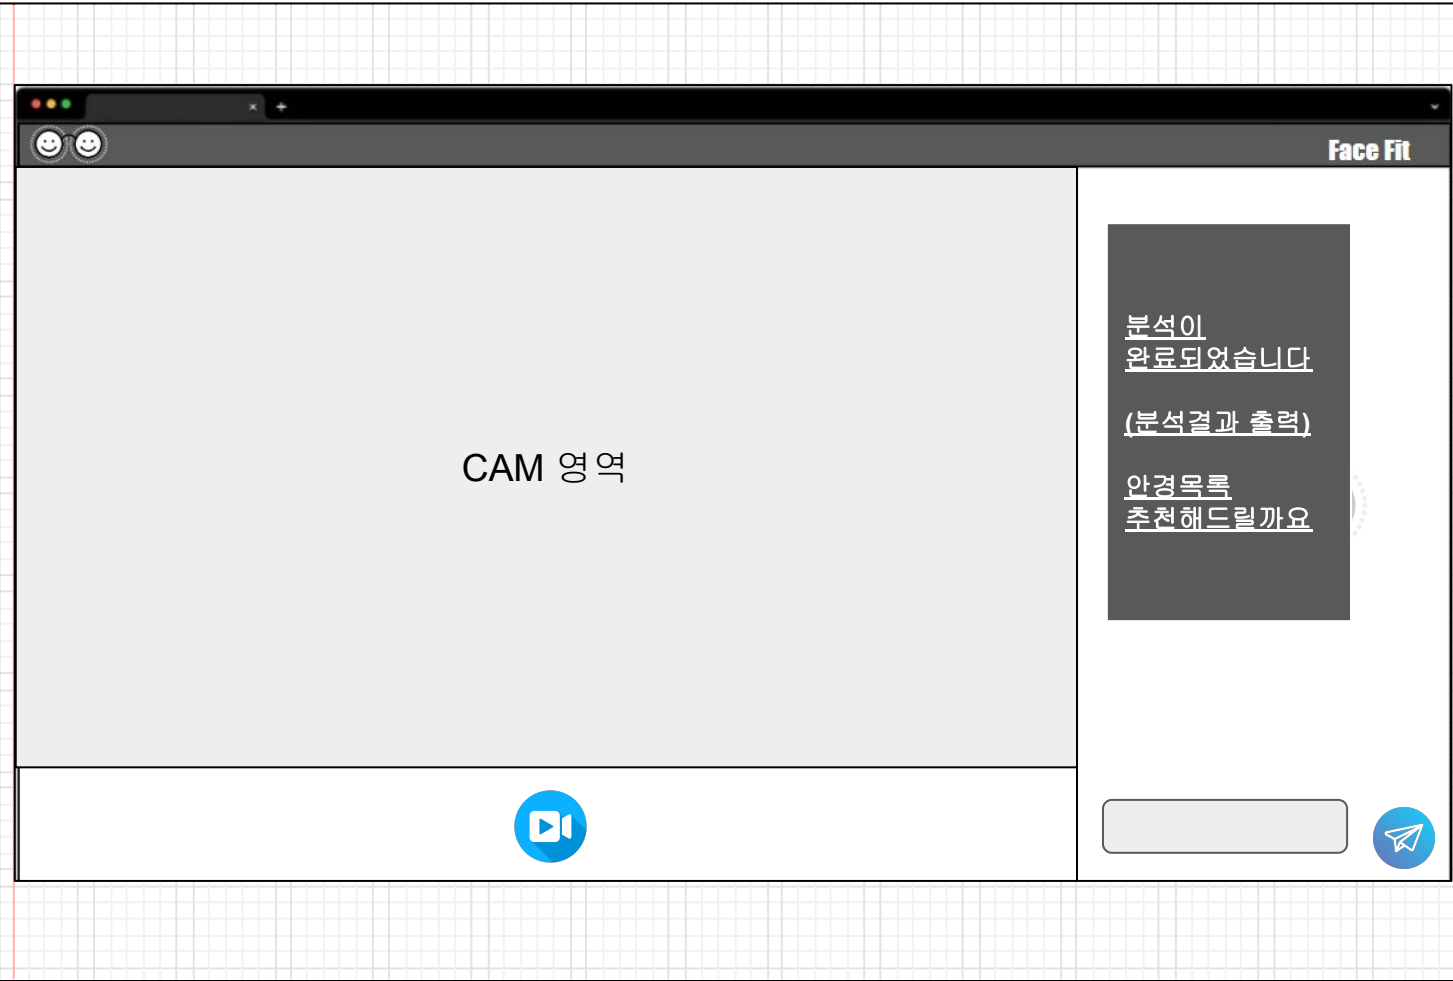 Face Fit
CAM 영역
분석이
완료되었습니다
(분석결과 출력)
안경목록
추천해드릴까요